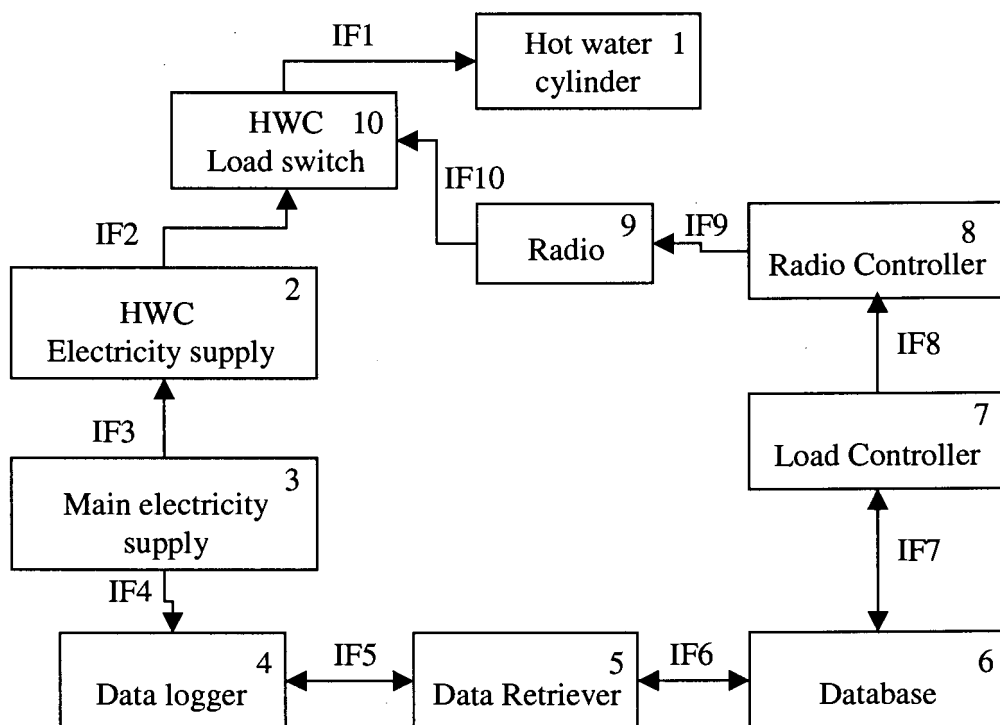 IF1
Hot water 1
cylinder
HWC 10
Load switch
IF10
IF2
9
Radio
IF9
8
Radio Controller
2
HWC
Electricity supply
IF8
IF3
7
Load Controller
3
Main electricity
supply
IF7
IF4
4
Data logger
IF5
5
Data Retriever
IF6
6
Database